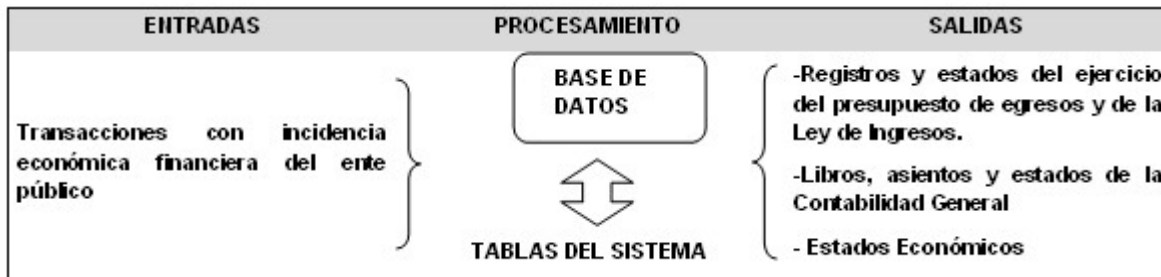 ENTRADAS PROCESAMIENTO SALIDAS
Transacciones con incidencia
económica financiera del ente
público
BASE DE
DATOS
TABLAS DEL SISTEMA
-Registros y estados del ejercicio
del presupuesto de egresos y de la
Ley de Ingresos.
-Libros, asientos y estados de la
Contabilidad General
- Estados Económicos